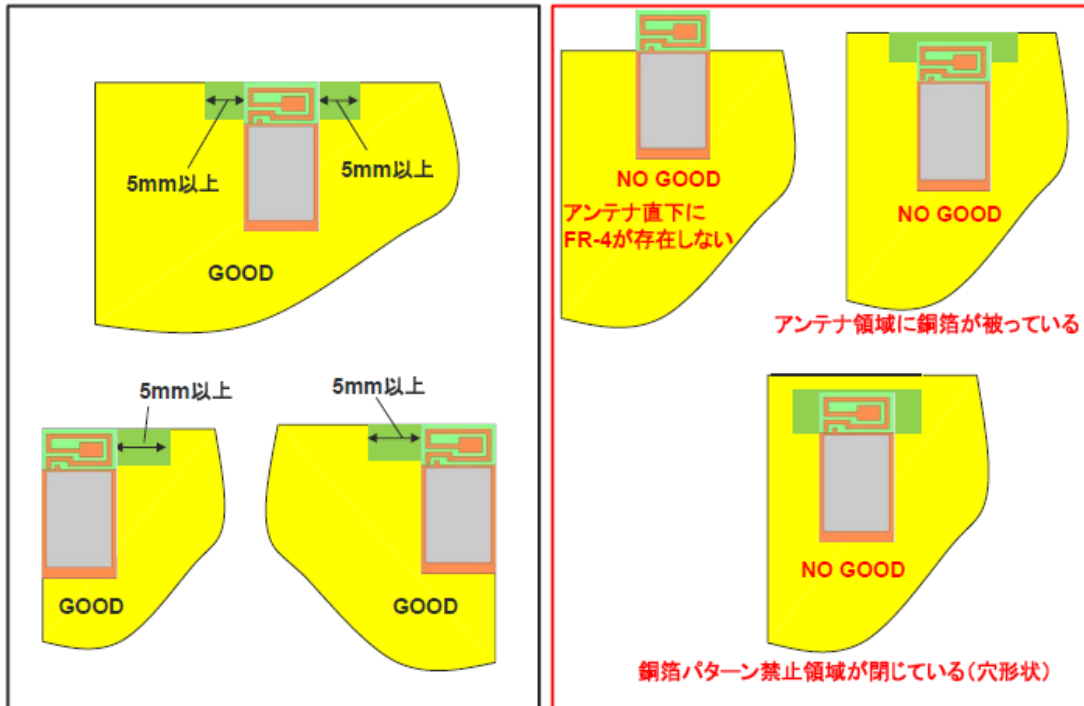 5mm以上
5mm以上
GOOD
5mm以上
GOOD
5mm以上
GOOD
NO GOOD
アンテナ直下に
FR-4が存在しない
NO GOOD
アンテナ領域に銅箔が被っている
NO GOOD
銅箔パターン禁止領域が閉じている(穴形状)